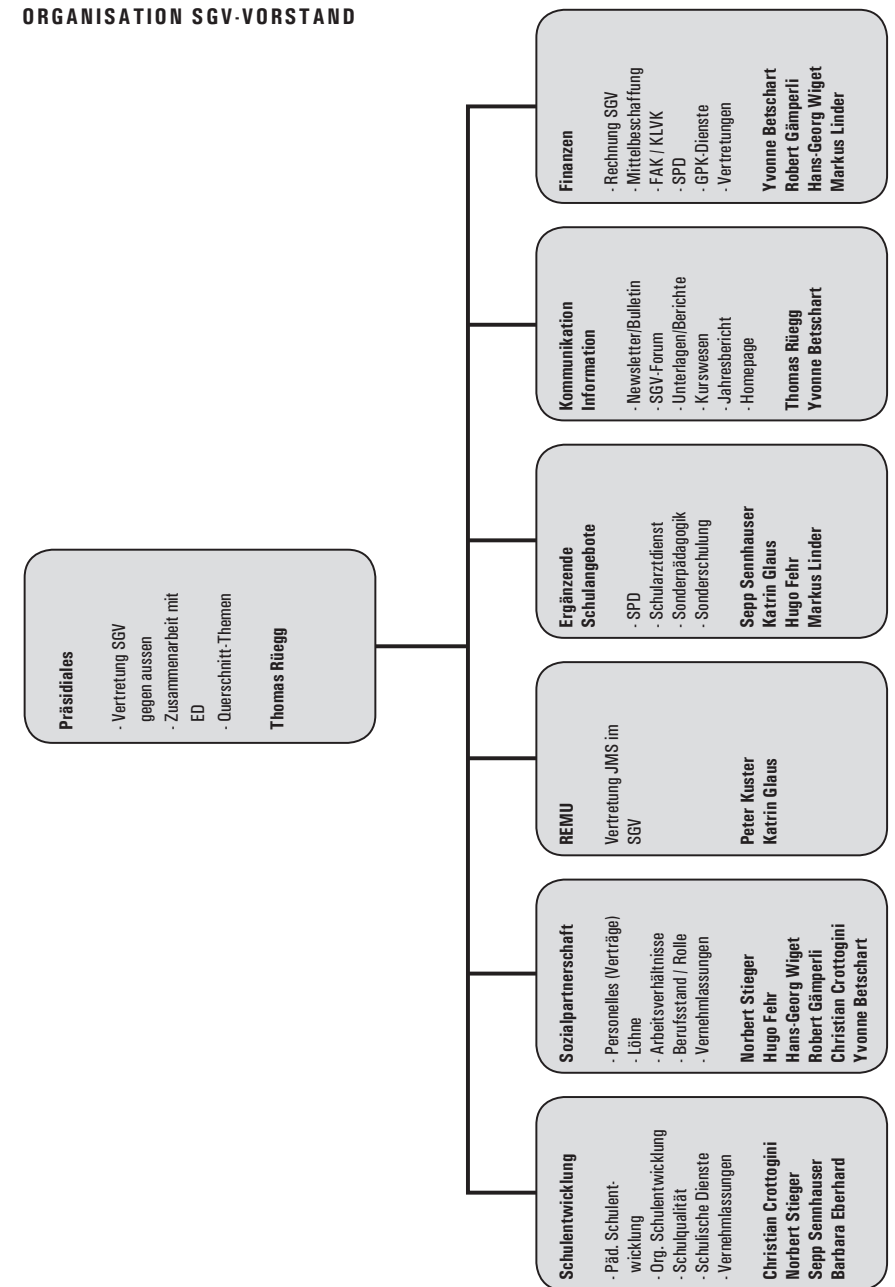 ORGANISATION SGV-VORSTAND
Präsidiales
· Vertretung SGV
gegen aussen
· Zusammenarbeit mit
ED
· Querschnitt-Themen
Thomas Rüegg
Schulentwicklung
· Päd. Schulent-
wicklung
· Org. Schulentwicklung
· Schulqualität
· Schulische Dienste
· Vernehmlassungen
Christian Crottogini
Norbert Stieger
Sepp Sennhauser
Barbara Eberhard
Sozialpartnerschaft
· Personelles (Verträge)
· Löhne
· Arbeitsverhältnisse
· Berufsstand / Rolle
· Vernehmlassungen
Norbert Stieger
Hugo Fehr
Hans-Georg Wiget
Robert Gämperli
Christian Crottogini
Yvonne Betschart
REMU
Vertretung JMS im
SGV
Peter Kuster
Katrin Glaus
Ergänzende
Schulangebote
· SPD
· Schularztdienst
· Sonderpädagogik
· Sonderschulung
Sepp Sennhauser
Katrin Glaus
Hugo Fehr
Markus Linder
Kommunikation
Information
· Newsletter/Bulletin
· SGV-Forum
· Unterlagen/Berichte
· Kurswesen
· Jahresbericht
· Homepage
Thomas Rüegg
Yvonne Betschart
Finanzen
· Rechnung SGV
· Mittelbeschaffung
· FAK / KLVK
· SPD
· GPK-Dienste
· Vertretungen
Yvonne Betschart
Robert Gämperli
Hans-Georg Wiget
Markus Linder